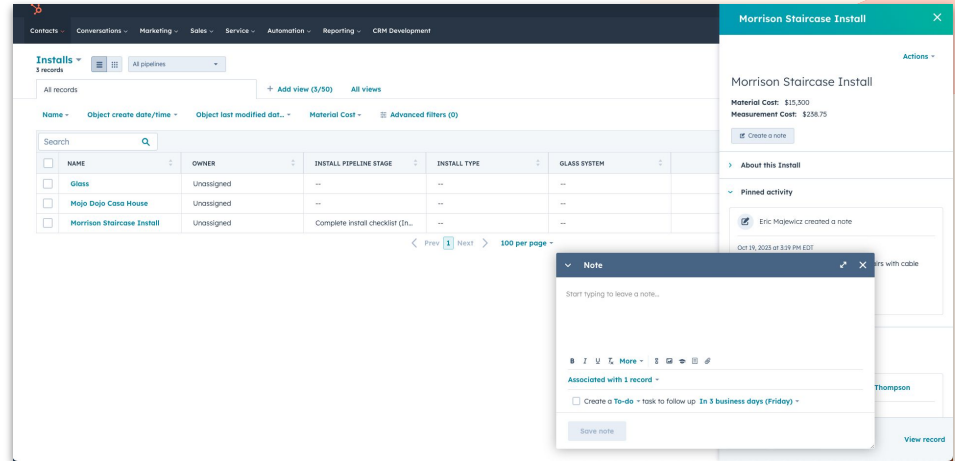 Contacts Conversations Marketing Sales Service Automation Reporting CRM Development
Installs
3 records
All pipelines
All records
+ Add view (3/50) All views
Name Object create date/time Object last modified dat... Material Cost Advanced filters (0)
Search
NAME OWNER INSTALL PIPELINE STAGE INSTALL TYPE GLASS SYSTEM
Glass Unassigned -- -- --
Mojo Dojo Casa House Unassigned -- -- --
Morrison Staircase Install Unassigned Complete install checklist (In... -- --
Prev 1 Next 100 per page
Morrison Staircase Install
Actions
Morrison Staircase Install
Material Cost: $15,300
Measurement Cost: $238.75
Create a note
About this Install
Pinned activity
Eric Majewicz created a note
Oct 19, 2023 at 3:19 PM EDT
with cable
Thompson
View record
Note
Start typing to leave a note...
B I U Tx More
Associated with 1 record
Create a To-do task to follow up In 3 business days (Friday)
Save note